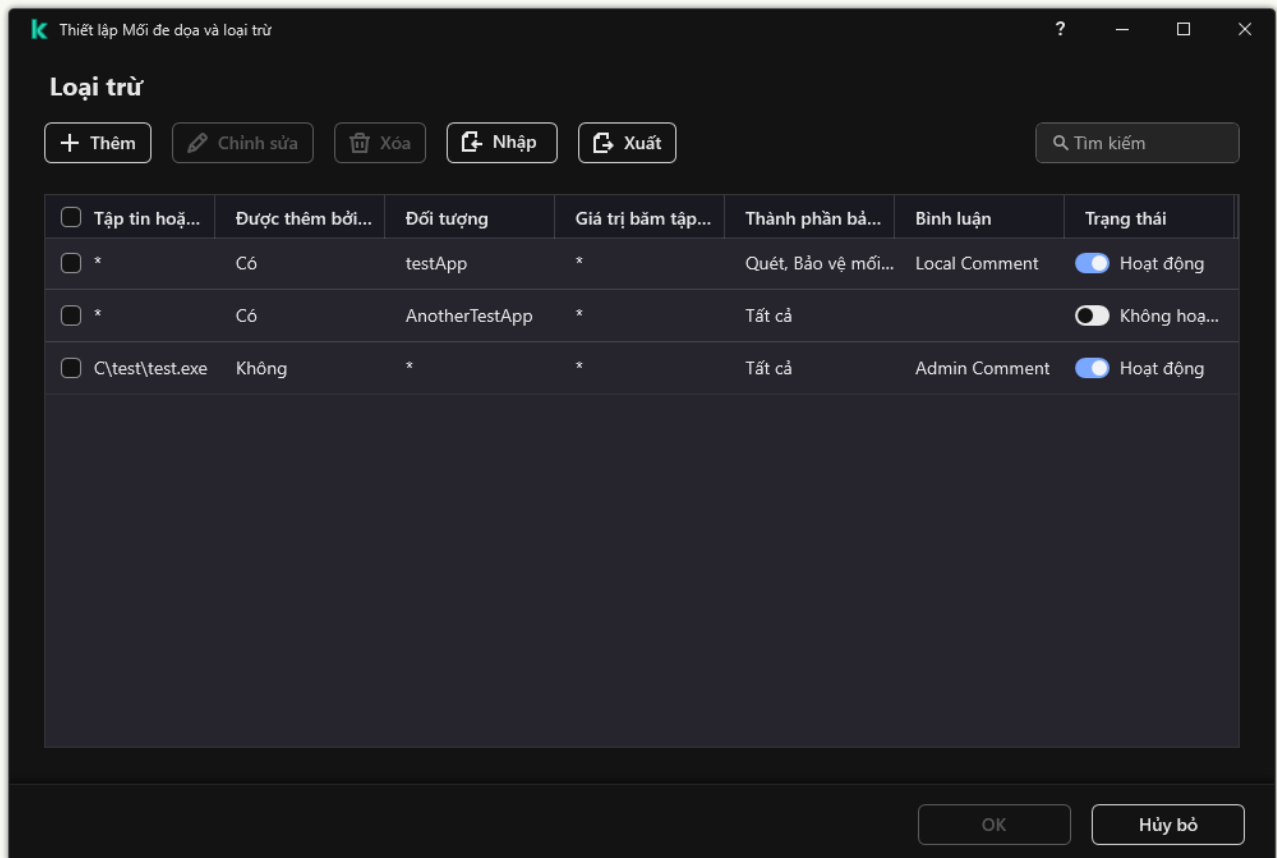 Thiết lập Mối đe dọa và loại trừ ?
Loại trừ
Thêm Chỉnh sửa Xóa Nhập Xuất Tìm kiếm
Tập tin hoặ... Được thêm bởi... Đối tượng Giá trị băm tập... Thành phần bả... Bình luận Trạng thái
* Có testApp * Quét, Bảo vệ mối... Local Comment Hoạt động
* Có AnotherTestApp * Tất cả Không hoạ...
C\test\test.exe Không * * Tất cả Admin Comment Hoạt động
OK Hủy bỏ